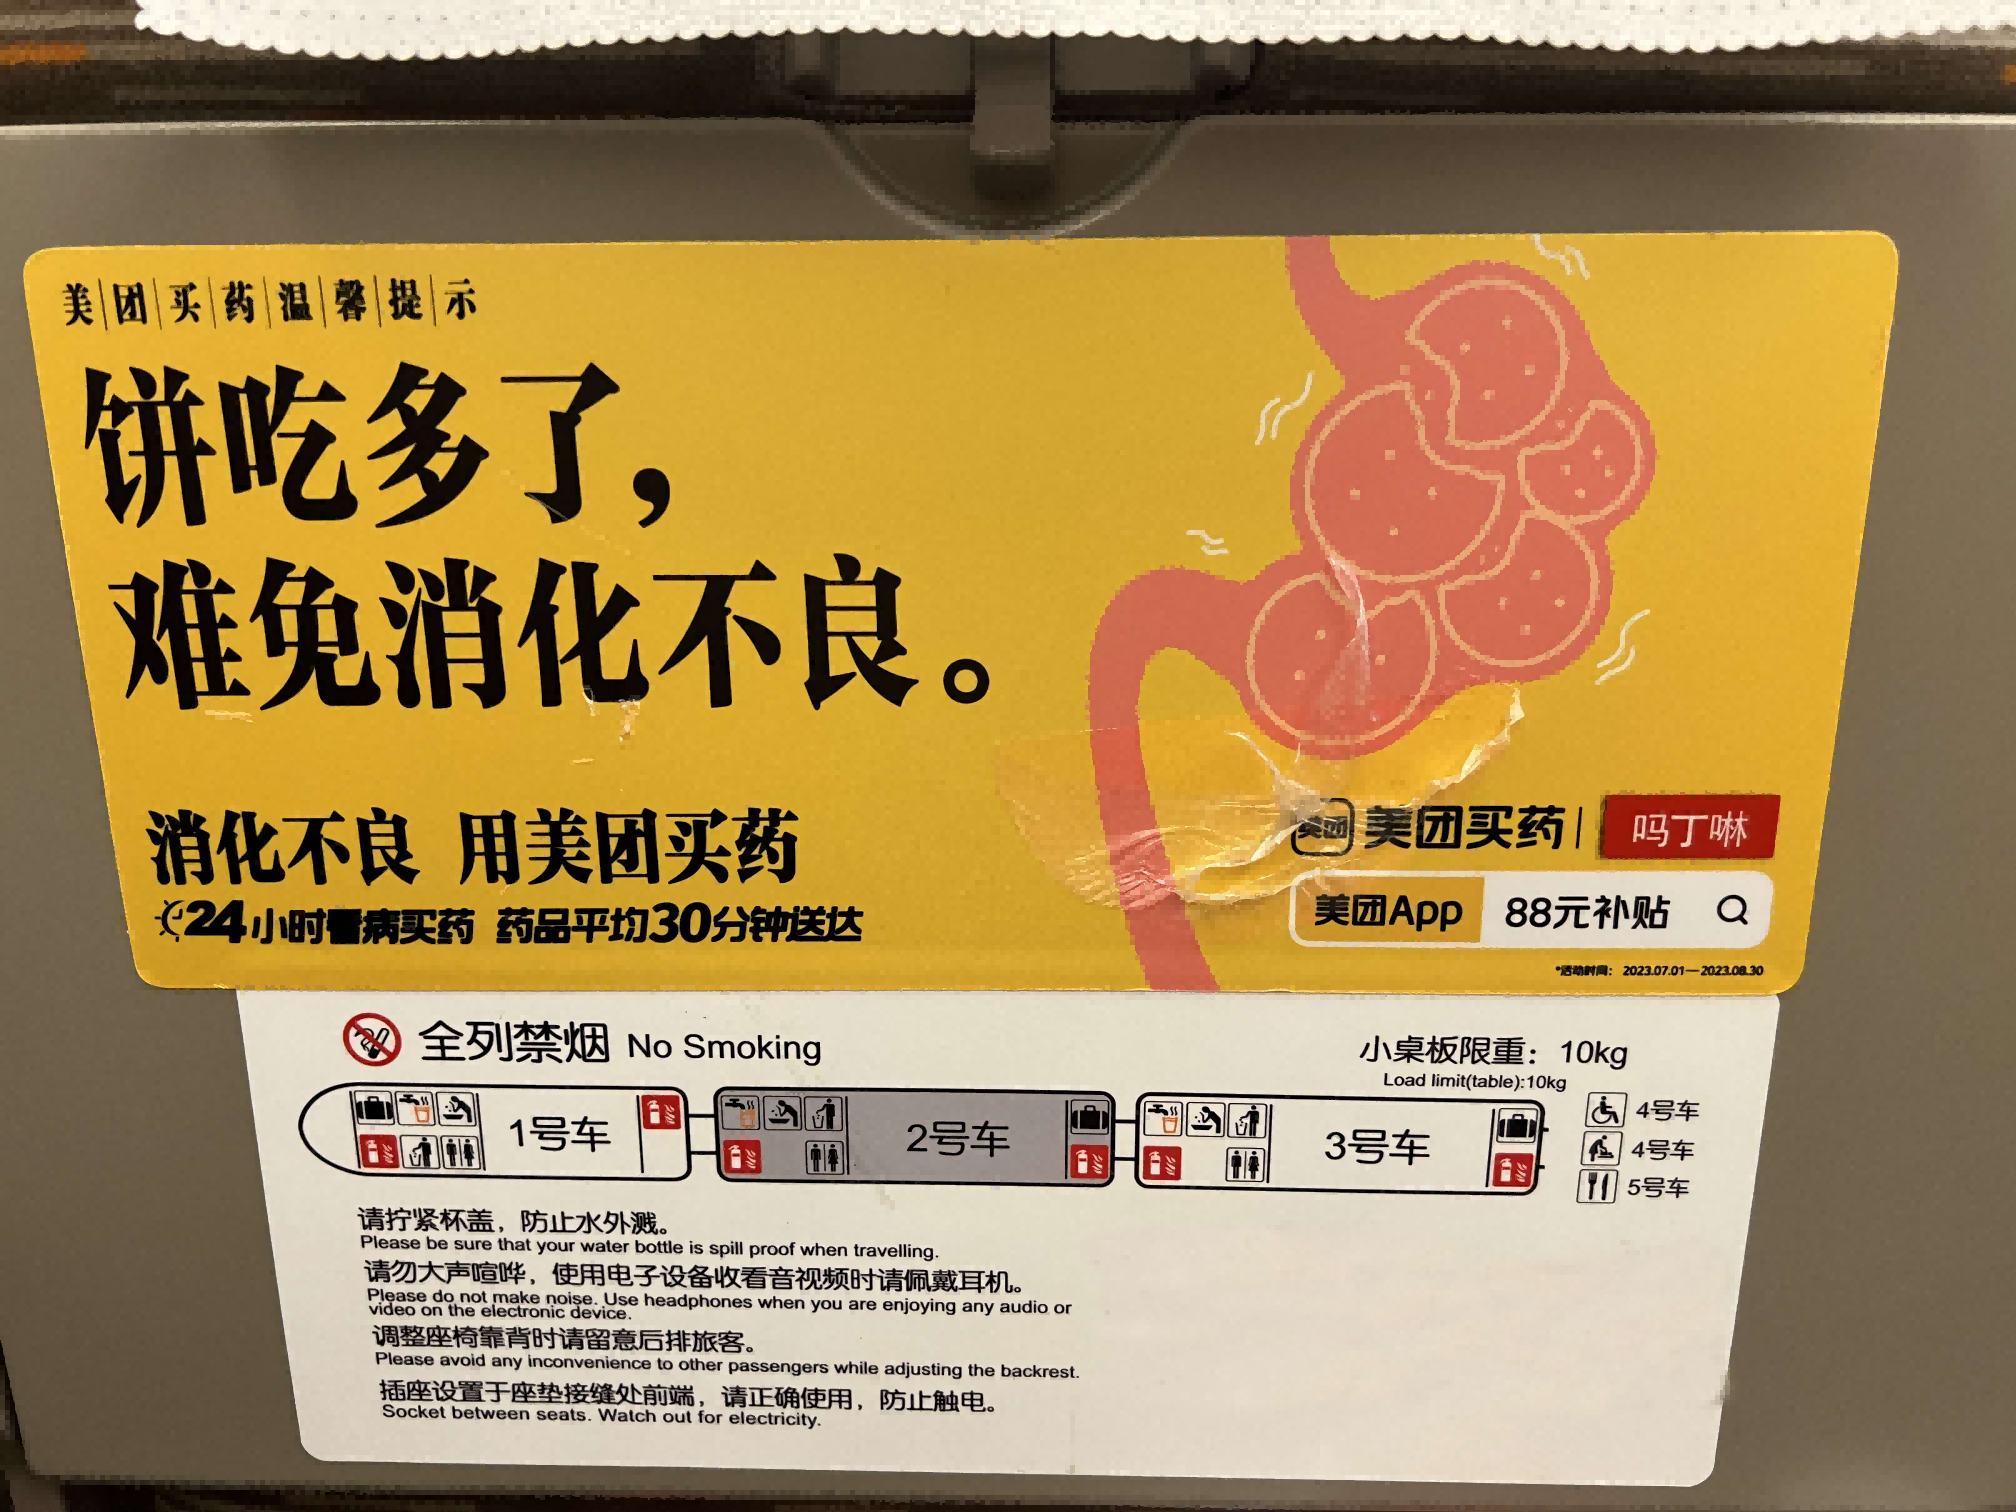 美团买药温馨提示
饼吃多了，
难免消化不良。
消化不良 用美团买药
24小时看病买药 药品平均30分钟送达
美团 美团买药 | 吗丁啉
美团App 88元补贴
*活动时间：2023.07.01—2023.08.30
全列禁烟 No Smoking
小桌板限重：10kg
Load limit(table):10kg
1号车 2号车 3号车
4号车
4号车
5号车
请拧紧杯盖，防止水外溅。
Please be sure that your water bottle is spill proof when travelling.
请勿大声喧哗，使用电子设备收看音视频时请佩戴耳机。
Please do not make noise. Use headphones when you are enjoying any audio or
video on the electronic device.
调整座椅靠背时请留意后排旅客。
Please avoid any inconvenience to other passengers while adjusting the backrest.
插座设置于座垫接缝处前端，请正确使用，防止触电。
Socket between seats. Watch out for electricity.